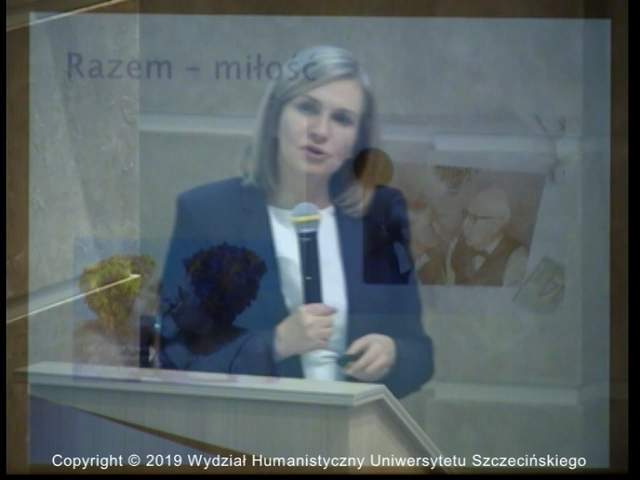 Razem – miłość
Copyright © 2019 Wydział Humanistyczny Uniwersytetu Szczecińskiego